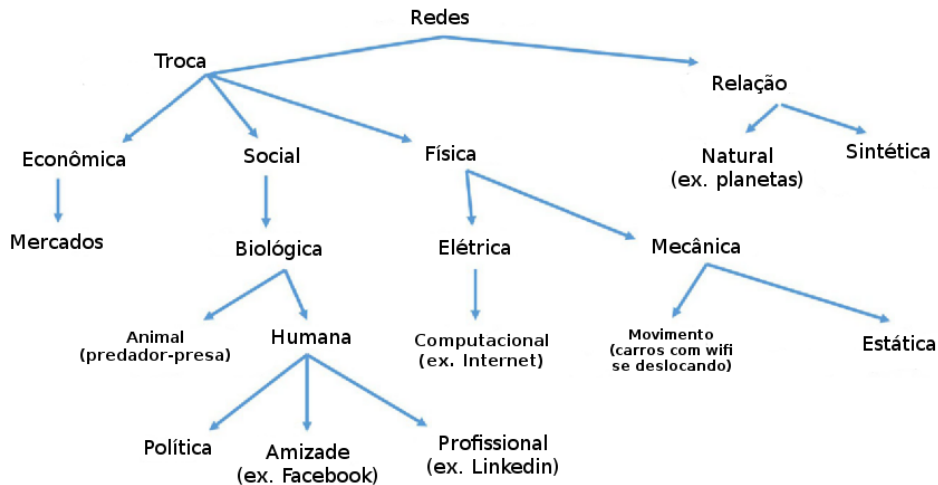 Redes
Troca
Relação
Econômica
Social
Física
Natural
(ex. planetas)
Sintética
Mercados
Biológica
Elétrica
Mecânica
Animal
(predador-presa)
Humana
Computacional
(ex. Internet)
Movimento
(carros com wifi
se deslocando)
Estática
Política
Amizade
(ex. Facebook)
Profissional
(ex. Linkedin)